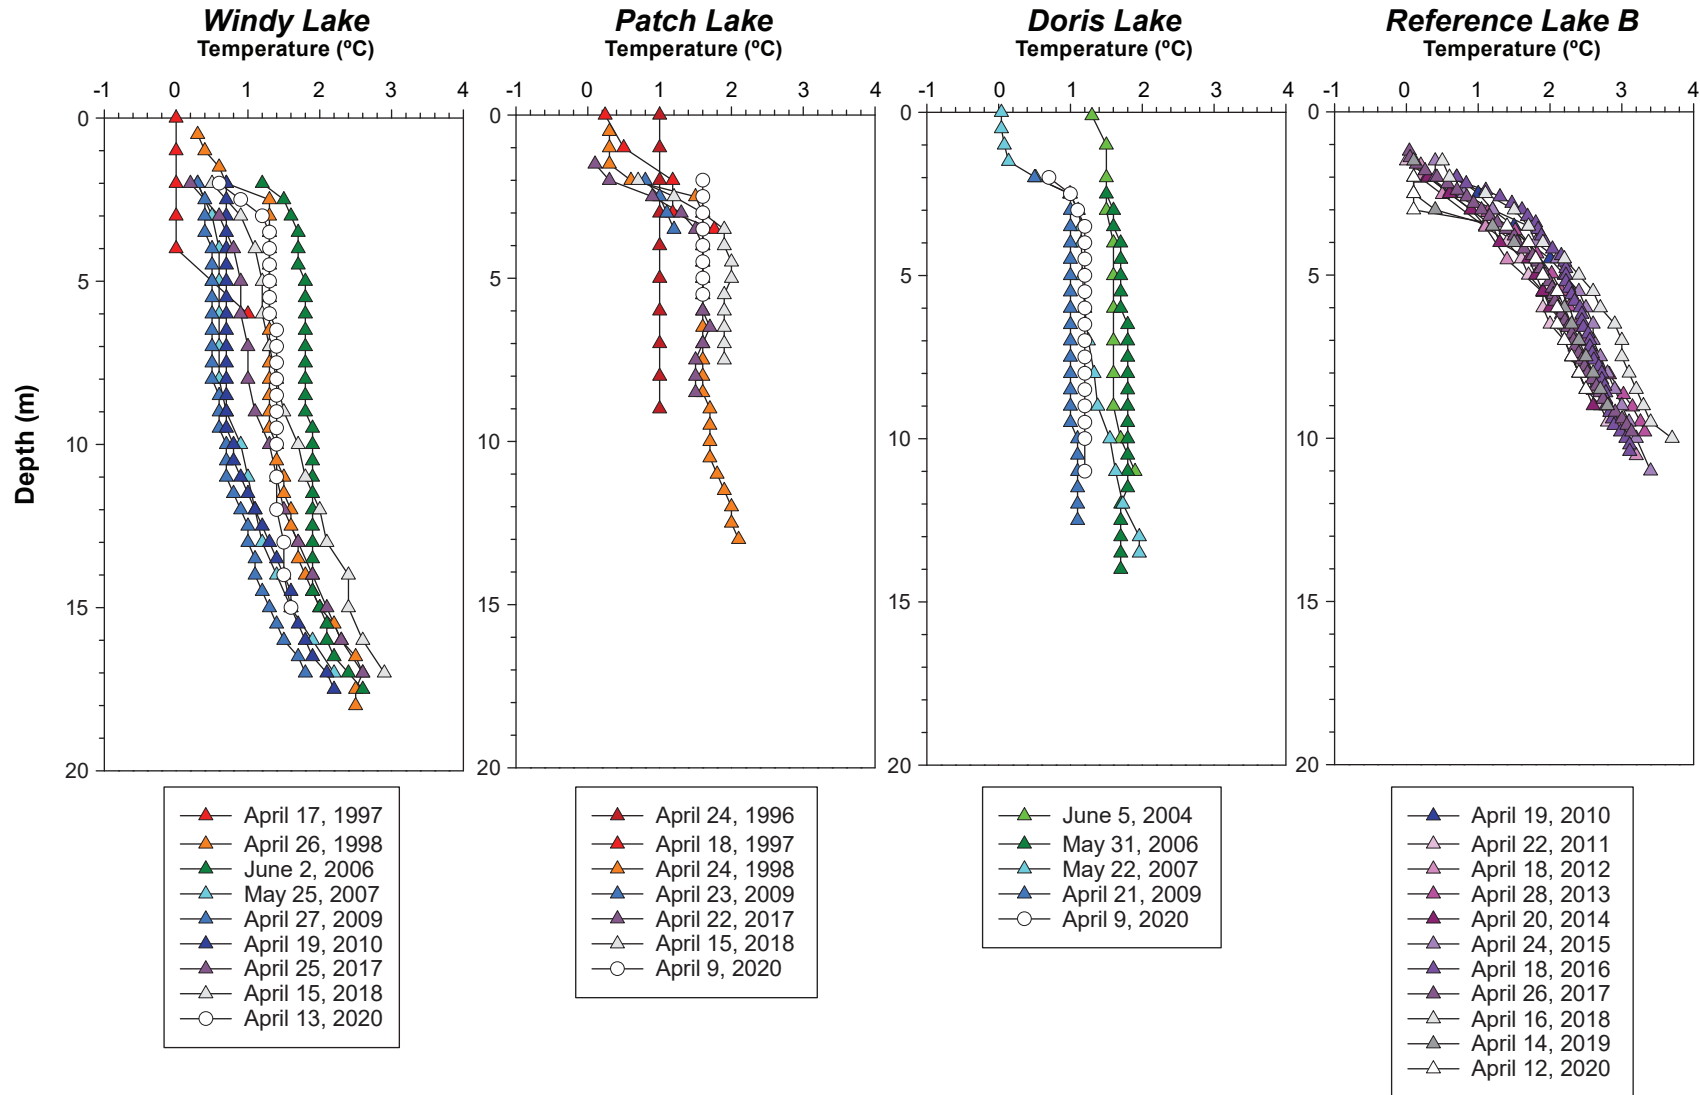 Windy Lake
Temperature (ºC)
-1 0 1 2 3 4
0
5
10
15
20
Depth (m)
April 17, 1997
April 26, 1998
June 2, 2006
May 25, 2007
April 27, 2009
April 19, 2010
April 25, 2017
April 15, 2018
April 13, 2020
Patch Lake
Temperature (ºC)
-1 0 1 2 4
0
5
10
15
20
April 24, 1996
April 18, 1997
April 24, 1998
April 23, 2009
April 22, 2017
April 15, 2018
April 9, 2020
Doris Lake
Temperature (ºC)
-1 0 1 2 3 4
0
5
10
15
20
June 5, 2004
May 31, 2006
May 22, 2007
April 21, 2009
April 9, 2020
Reference Lake B
Temperature (ºC)
-1 0 1 2 3 4
0
5
10
15
20
April 19, 2010
April 22, 2011
April 18, 2012
April 28, 2013
April 20, 2014
April 24, 2015
April 18, 2016
April 26, 2017
April 16, 2018
April 14, 2019
April 12, 2020